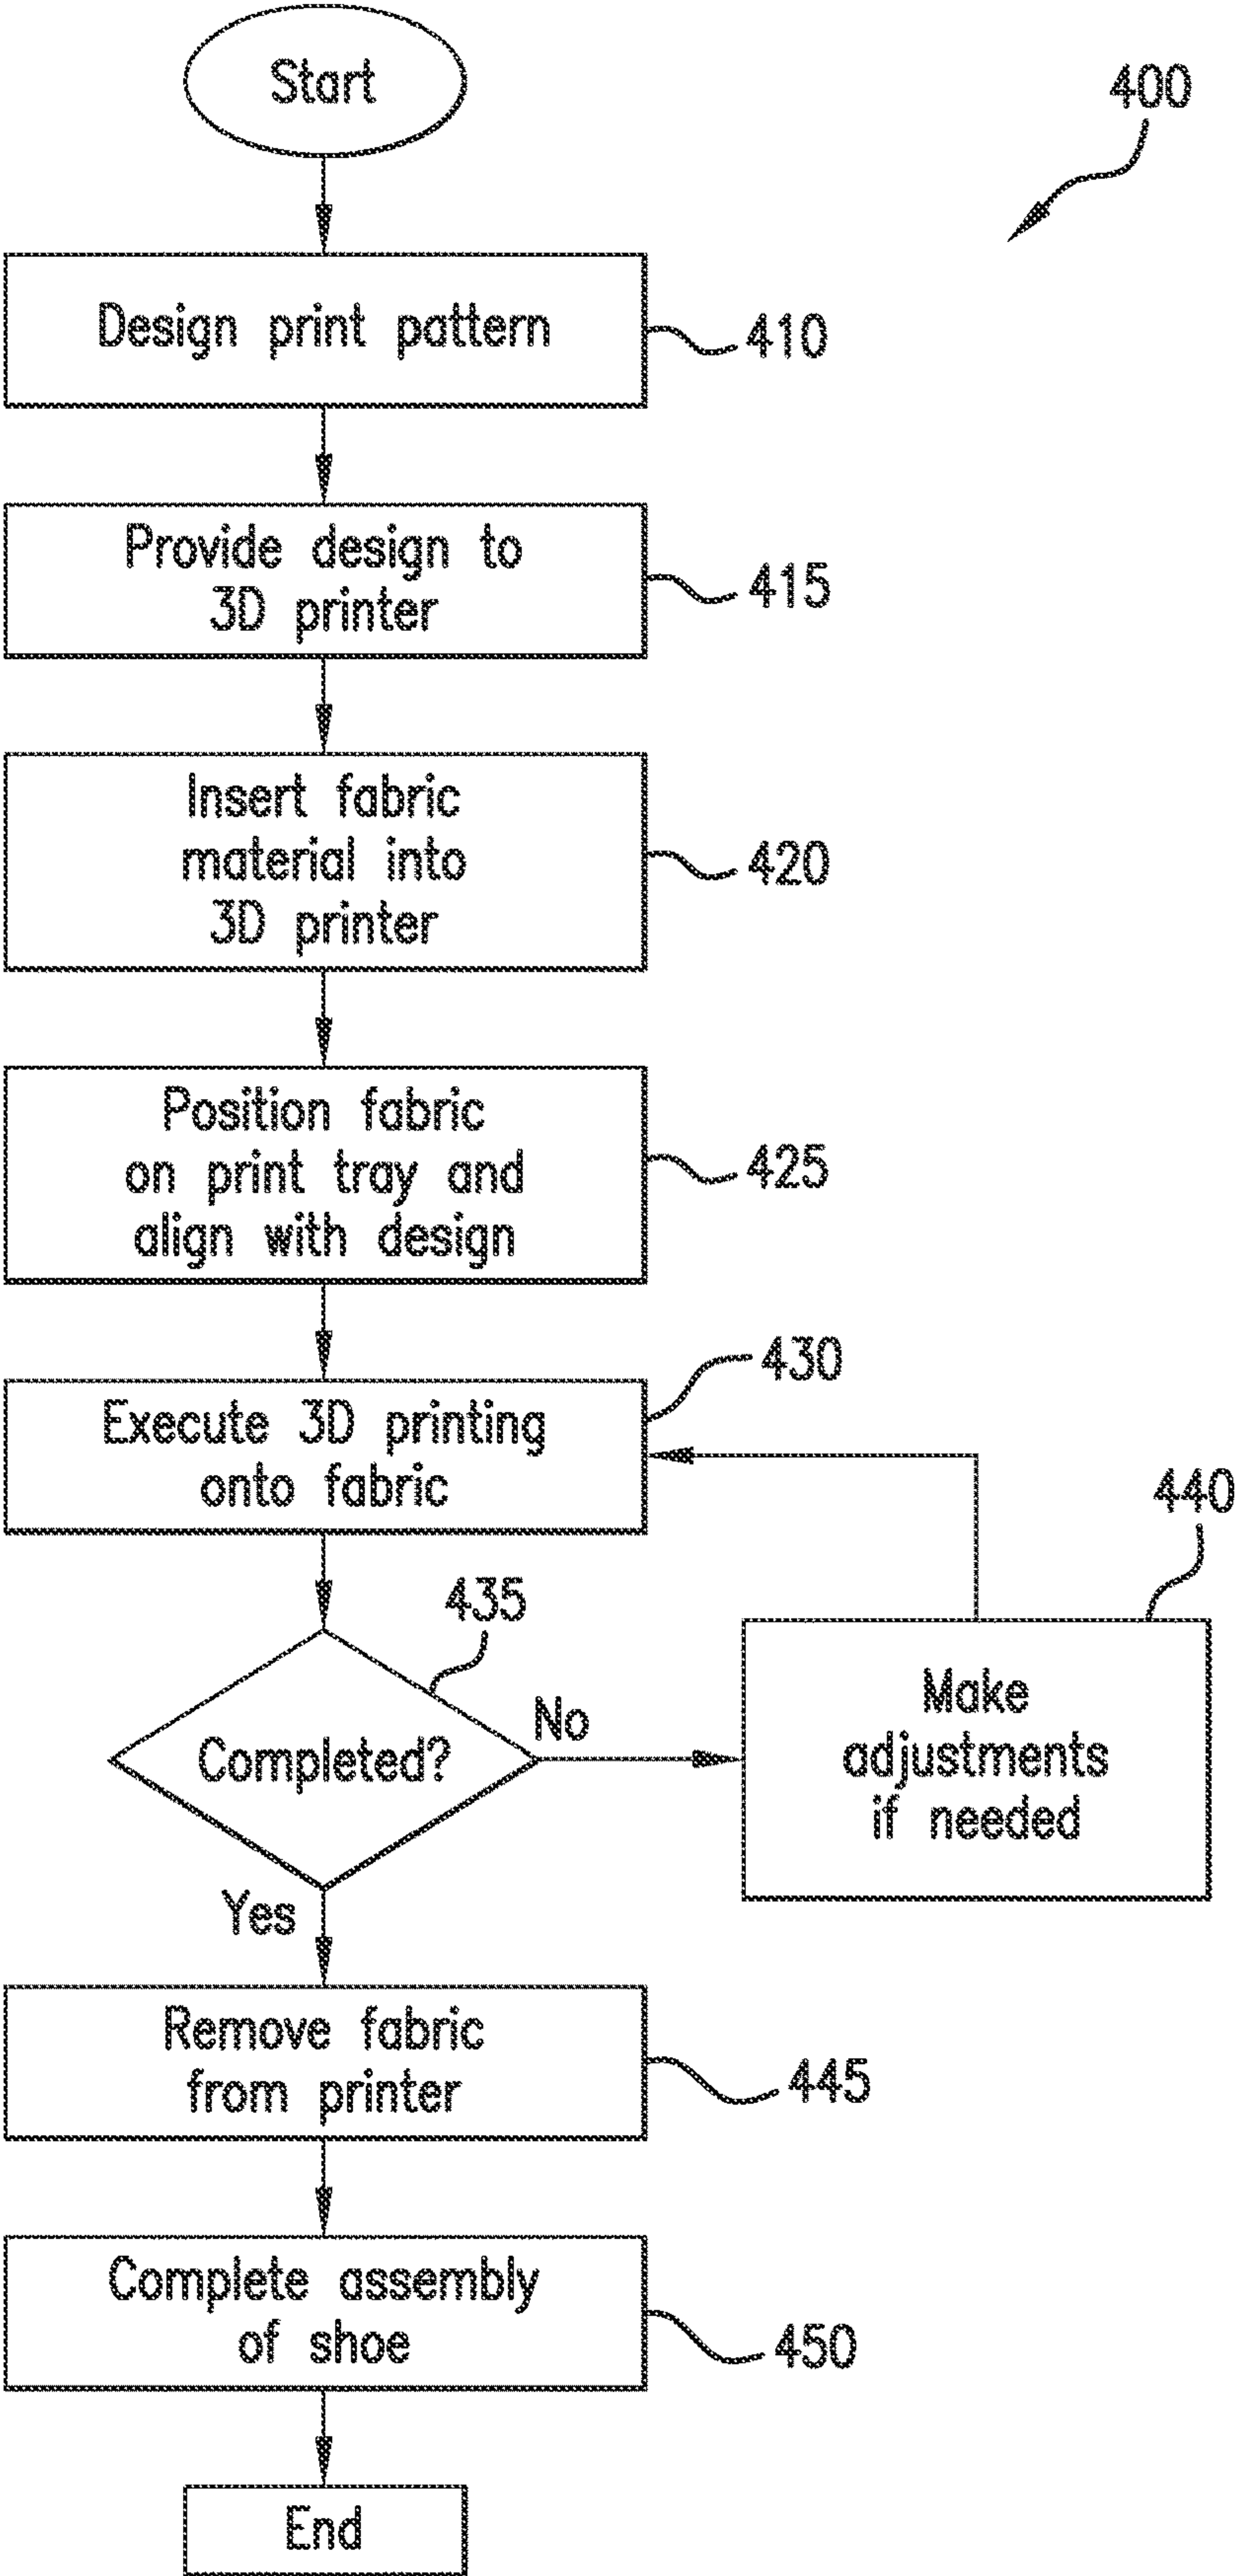 Start
400
Design print pattern
410
Provide design to
3D printer
415
Insert fabric
material into
3D printer
420
Position fabric
on print tray and
align with design
425
Execute 3D printing
onto fabric
430
Completed?
435
No
Make
adjustments
if needed
440
Yes
Remove fabric
from printer
445
Complete assembly
of shoe
450
End